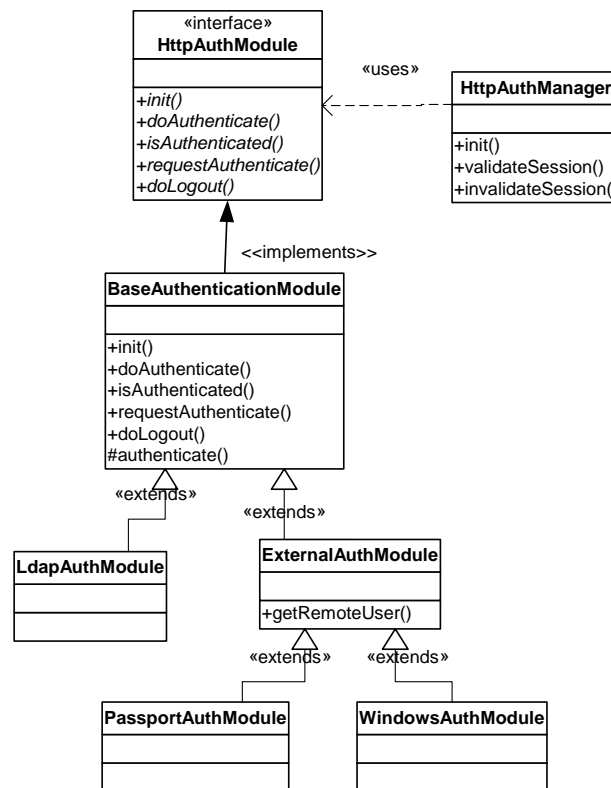 «interface»
HttpAuthModule
+init()
+doAuthenticate()
+isAuthenticated()
+requestAuthenticate()
+doLogout()
«uses»
HttpAuthManager
+init()
+validateSession()
+invalidateSession()
<<implements>>
BaseAuthenticationModule
+init()
+doAuthenticate()
+isAuthenticated()
+requestAuthenticate()
+doLogout()
#authenticate()
«extends»
«extends»
LdapAuthModule
ExternalAuthModule
+getRemoteUser()
«extends»
«extends»
PassportAuthModule
WindowsAuthModule